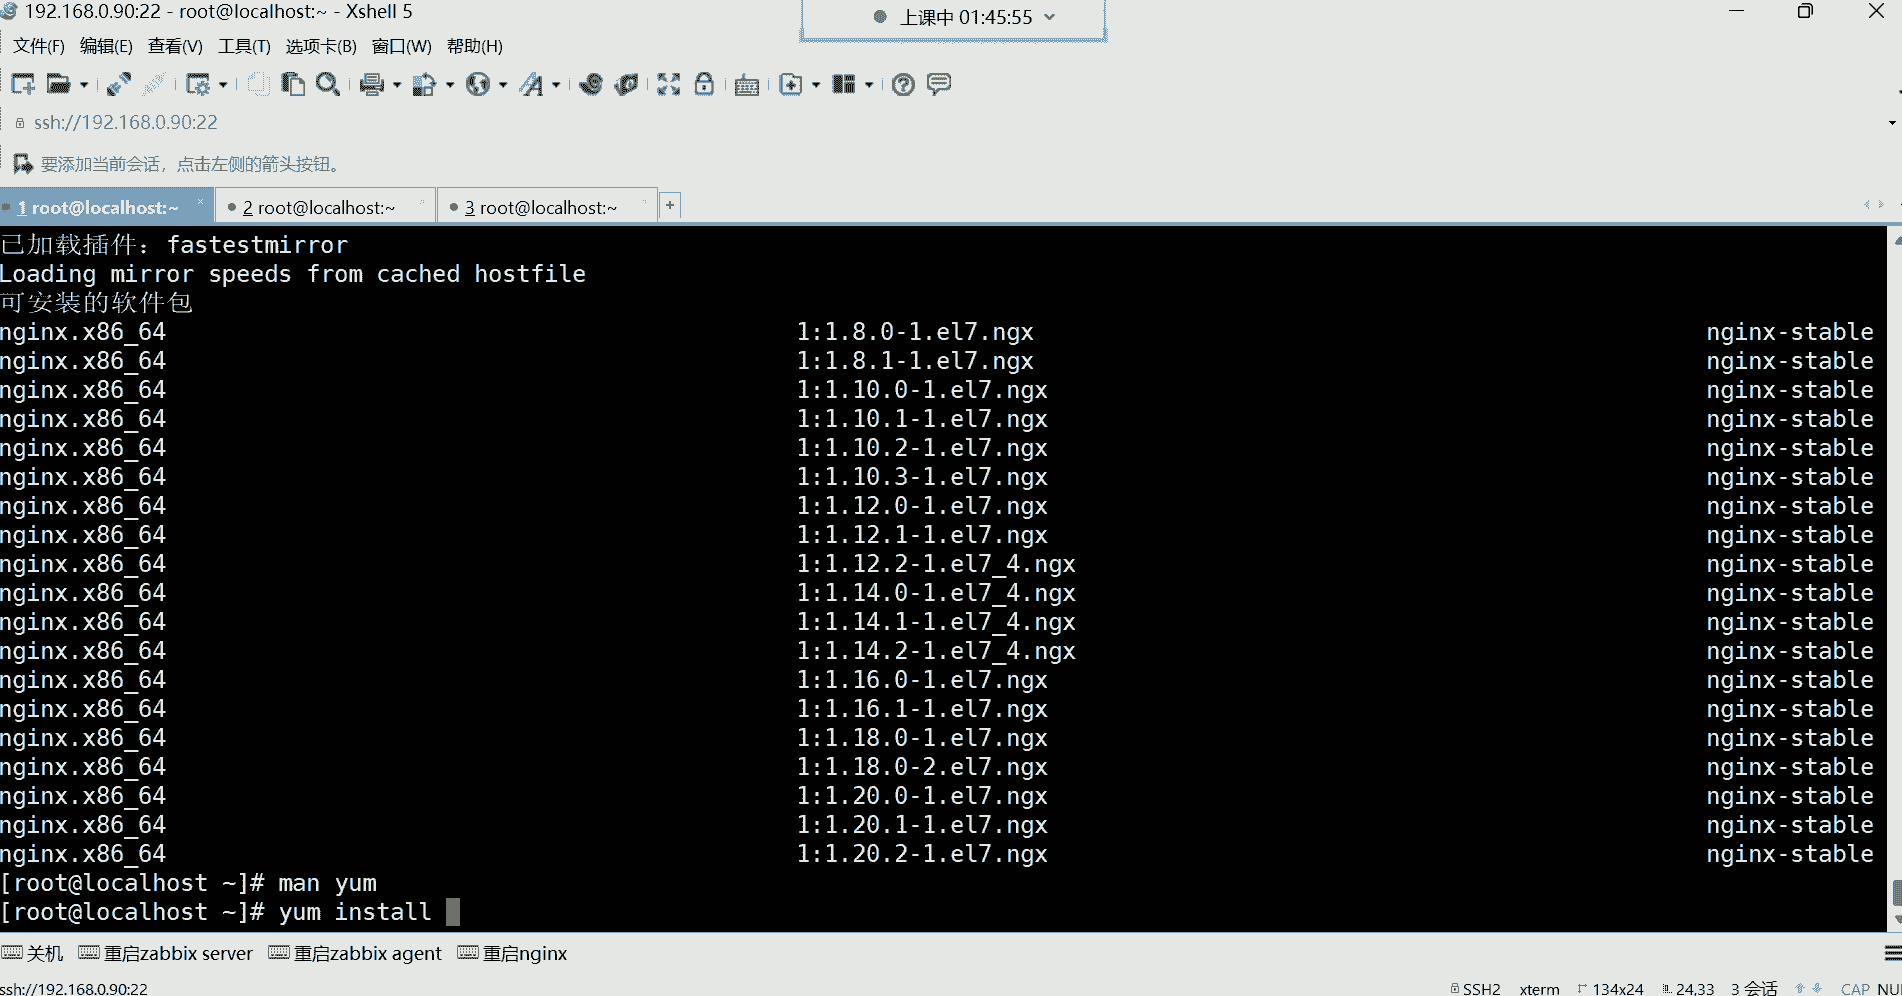 192.168.0.90:22 - root@localhost:~ - Xshell 5
上课中 01:45:55
文件(F) 编辑(E) 查看(V) 工具(T) 选项卡(B) 窗口(W) 帮助(H)
ssh://192.168.0.90:22
要添加当前会话，点击左侧的箭头按钮。
1 root@localhost:~ 2 root@localhost:~ 3 root@localhost:~ +
已加载插件：fastestmirror
Loading mirror speeds from cached hostfile
可安装的软件包
nginx.x86_64 1:1.8.0-1.el7.ngx nginx-stable
nginx.x86_64 1:1.8.1-1.el7.ngx nginx-stable
nginx.x86_64 1:1.10.0-1.el7.ngx nginx-stable
nginx.x86_64 1:1.10.1-1.el7.ngx nginx-stable
nginx.x86_64 1:1.10.2-1.el7.ngx nginx-stable
nginx.x86_64 1:1.10.3-1.el7.ngx nginx-stable
nginx.x86_64 1:1.12.0-1.el7.ngx nginx-stable
nginx.x86_64 1:1.12.1-1.el7.ngx nginx-stable
nginx.x86_64 1:1.12.2-1.el7_4.ngx nginx-stable
nginx.x86_64 1:1.14.0-1.el7_4.ngx nginx-stable
nginx.x86_64 1:1.14.1-1.el7_4.ngx nginx-stable
nginx.x86_64 1:1.14.2-1.el7_4.ngx nginx-stable
nginx.x86_64 1:1.16.0-1.el7.ngx nginx-stable
nginx.x86_64 1:1.16.1-1.el7.ngx nginx-stable
nginx.x86_64 1:1.18.0-1.el7.ngx nginx-stable
nginx.x86_64 1:1.18.0-2.el7.ngx nginx-stable
nginx.x86_64 1:1.20.0-1.el7.ngx nginx-stable
nginx.x86_64 1:1.20.1-1.el7.ngx nginx-stable
nginx.x86_64 1:1.20.2-1.el7.ngx nginx-stable
[root@localhost ~]# man yum
[root@localhost ~]# yum install
关机 重启zabbix server 重启zabbix agent 重启nginx
ssh://192.168.0.90:22 SSH2 xterm 134x24 24,33 3 会话 CAP NU